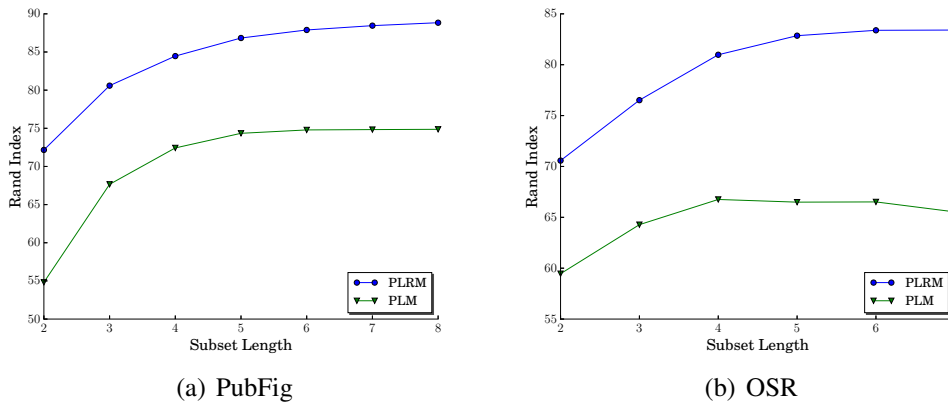 90
85
80
75
70
65
60
55
50
Rand Index
2 3 4 5 6 7 8
Subset Length
PLRM
PLM
(a) PubFig
85
80
75
70
65
60
55
Rand Index
2 3 4 5 6
Subset Length
PLRM
PLM
(b) OSR